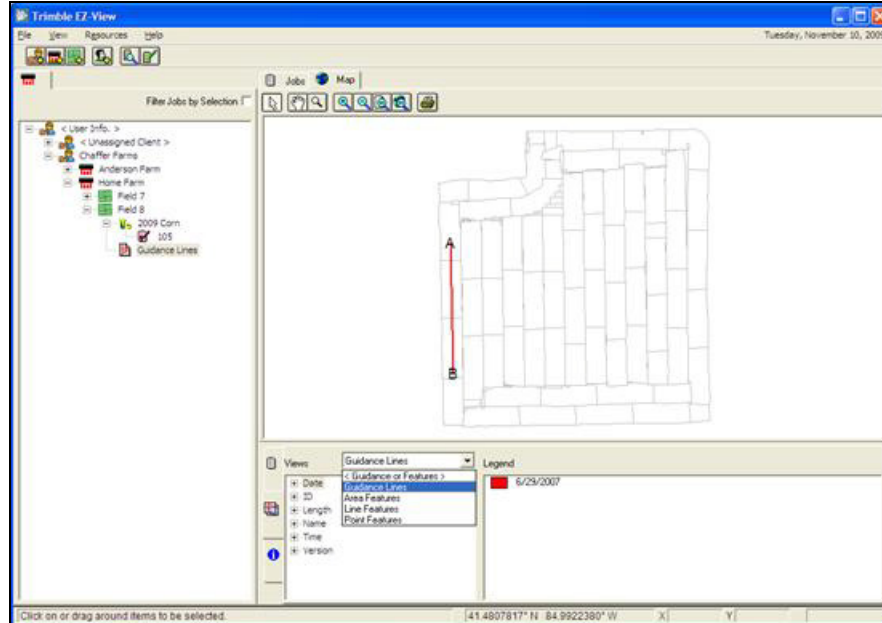 Trimble EZ-View
File View Resources Help
Tuesday, November 10, 2009
Jobs Map
Filter Jobs by Selection
< User Info. >
< Unassigned Client >
Chaffer Farms
Anderson Farm
Home Farm
Field 7
Field 8
2009 Corn
105
Guidance Lines
A
B
Views
Guidance Lines
< Guidance or Features >
Guidance Lines
Area Features
Line Features
Point Features
Date
ID
Length
Name
Time
Version
Legend
6/29/2007
Click on or drag around items to be selected.
41.4807817° N 84.9922380° W
X
Y